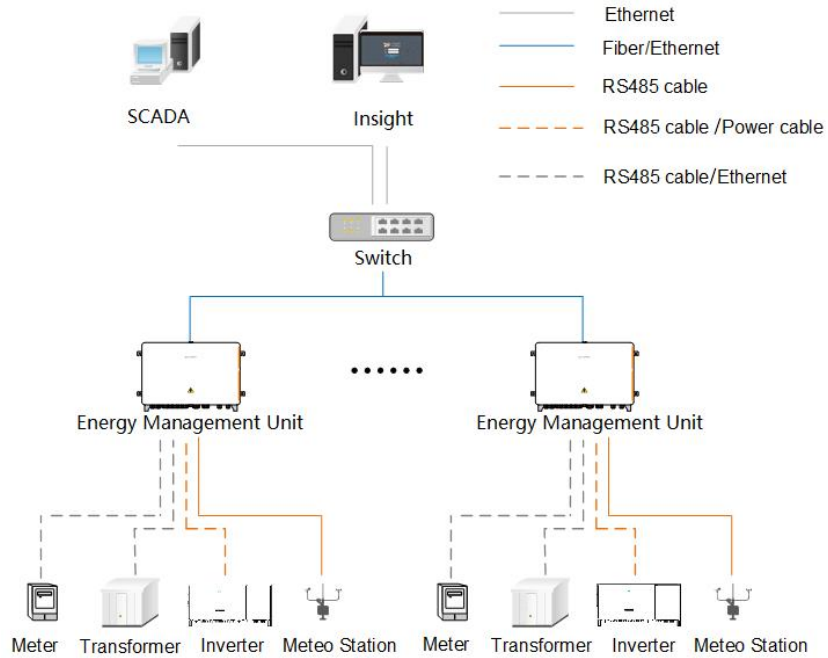 Ethernet
Fiber/Ethernet
SCADA
Insight
RS485 cable
RS485 cable /Power cable
RS485 cable/Ethernet
Switch
......
Energy Management Unit
Energy Management Unit
Meter
Transformer
Inverter
Meteo Station
Meter
Transformer
Inverter
Meteo Station